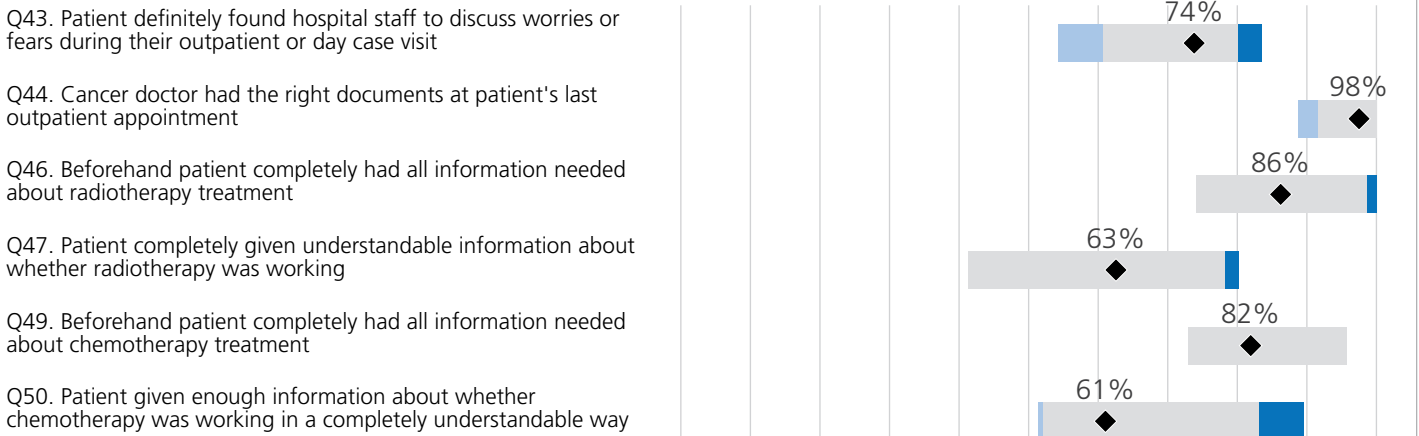 Q43. Patient definitely found hospital staff to discuss worries or
fears during their outpatient or day case visit
74%
Q44. Cancer doctor had the right documents at patient's last
outpatient appointment
98%
Q46. Beforehand patient completely had all information needed
about radiotherapy treatment
86%
Q47. Patient completely given understandable information about
whether radiotherapy was working
63%
Q49. Beforehand patient completely had all information needed
about chemotherapy treatment
82%
Q50. Patient given enough information about whether
chemotherapy was working in a completely understandable way
61%